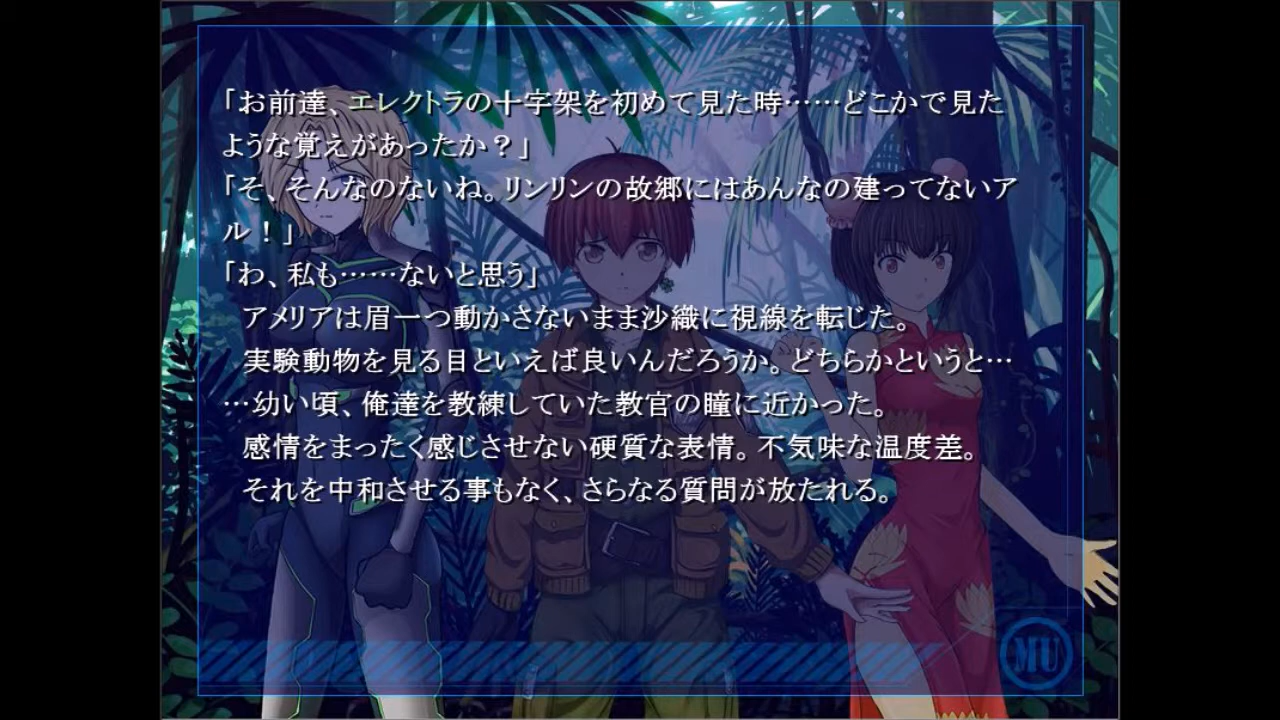 「お前達、エレクトラの十字架を初めて見た時……どこかで見た
ような覚えがあったか？」
「そ、そんなのないね。リンリンの故郷にはあんなの建ってないア
ル！」
「わ、私も……ないと思う」
アメリアは眉一つ動かさないまま沙織に視線を転じた。
実験動物を見る目といえば良いんだろうか。どちらかというと…
…幼い頃、俺達を教練していた教官の瞳に近かった。
感情をまったく感じさせない硬質な表情。不気味な温度差。
それを中和させる事もなく、さらなる質問が放たれる。
MU